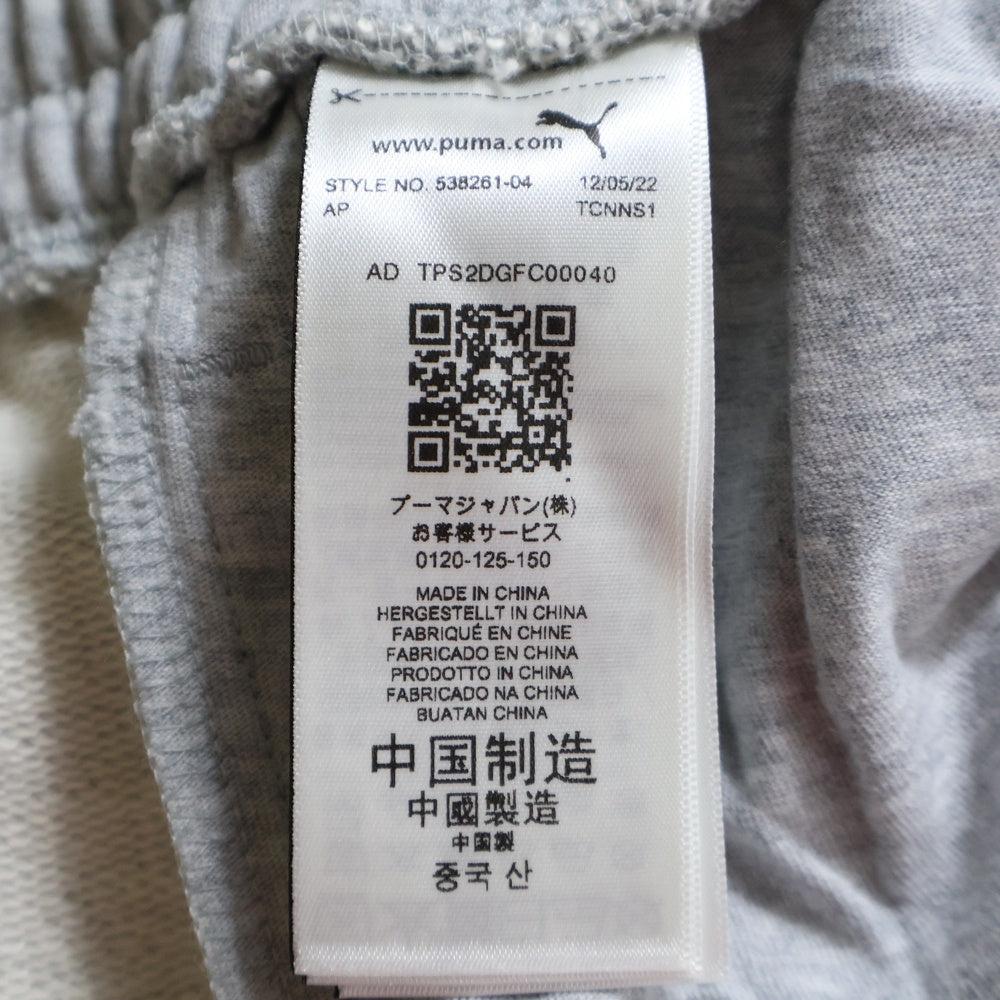 www.puma.com
STYLE NO. 538261-04 12/05/22
AP TCNNS1
AD TPS2DGFC00040
プーマジャパン(株)
お客様サービス
0120-125-150
MADE IN CHINA
HERGESTELLT IN CHINA
FABRIQUÉ EN CHINE
FABRICADO EN CHINA
PRODOTTO IN CHINA
FABRICADO NA CHINA
BUATAN CHINA
中国制造
中國製造
中国製
중국 산